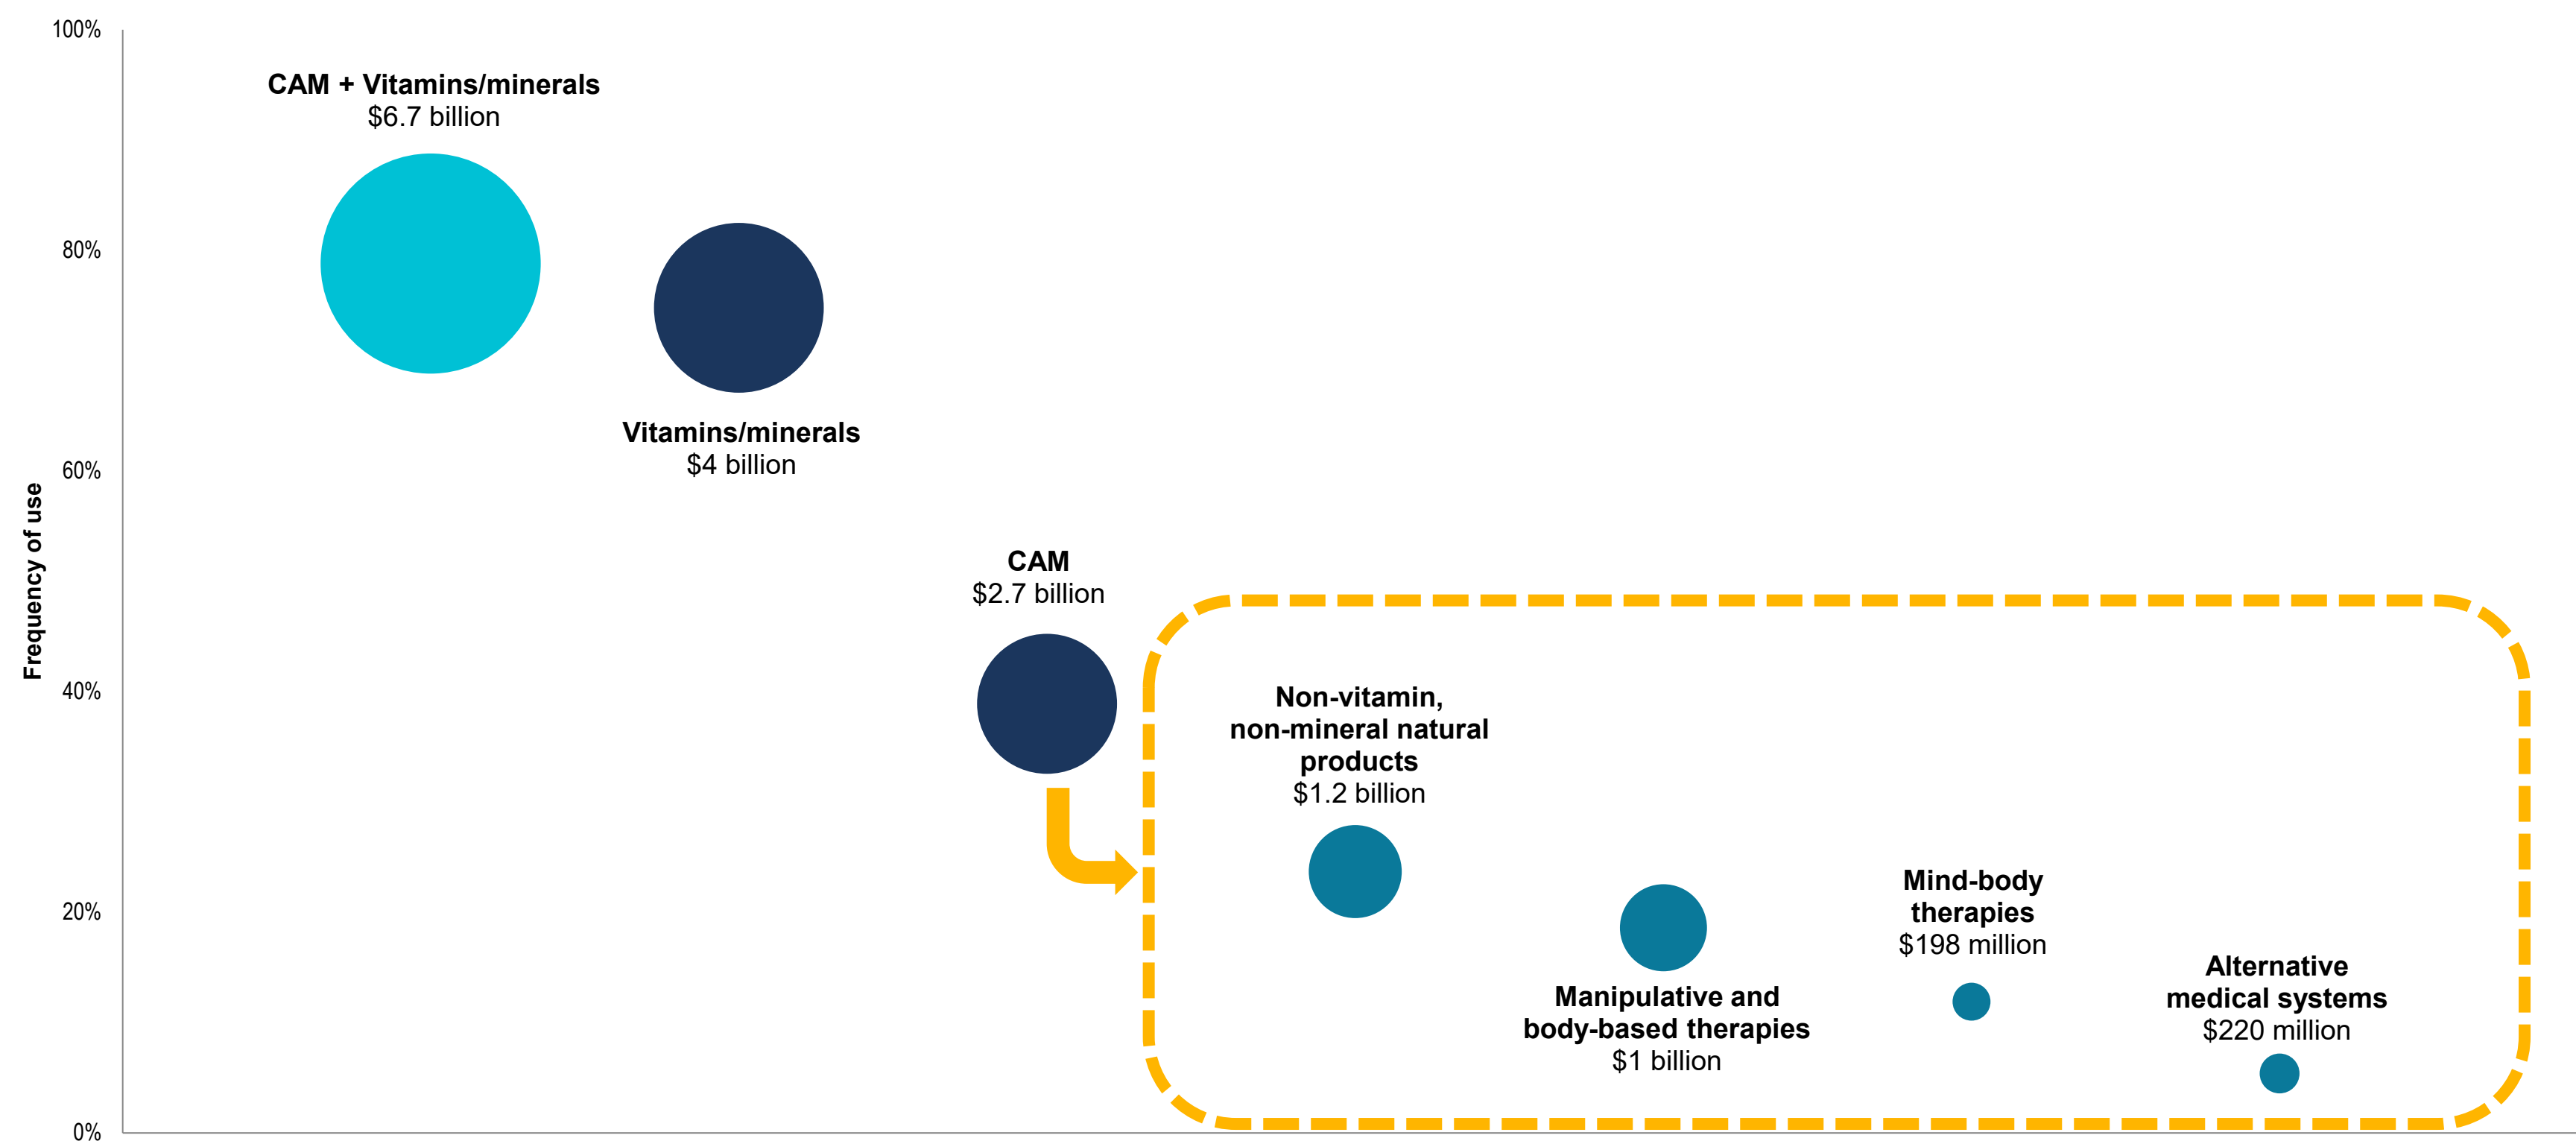 100%
CAM + Vitamins/minerals
$6.7 billion
80%
Vitamins/minerals
$4 billion
60%
Frequency of use
CAM
$2.7 billion
40%
Non-vitamin,
non-mineral natural
products
$1.2 billion
20%
Manipulative and
body-based therapies
$1 billion
Mind-body
therapies
$198 million
Alternative
medical systems
$220 million
0%